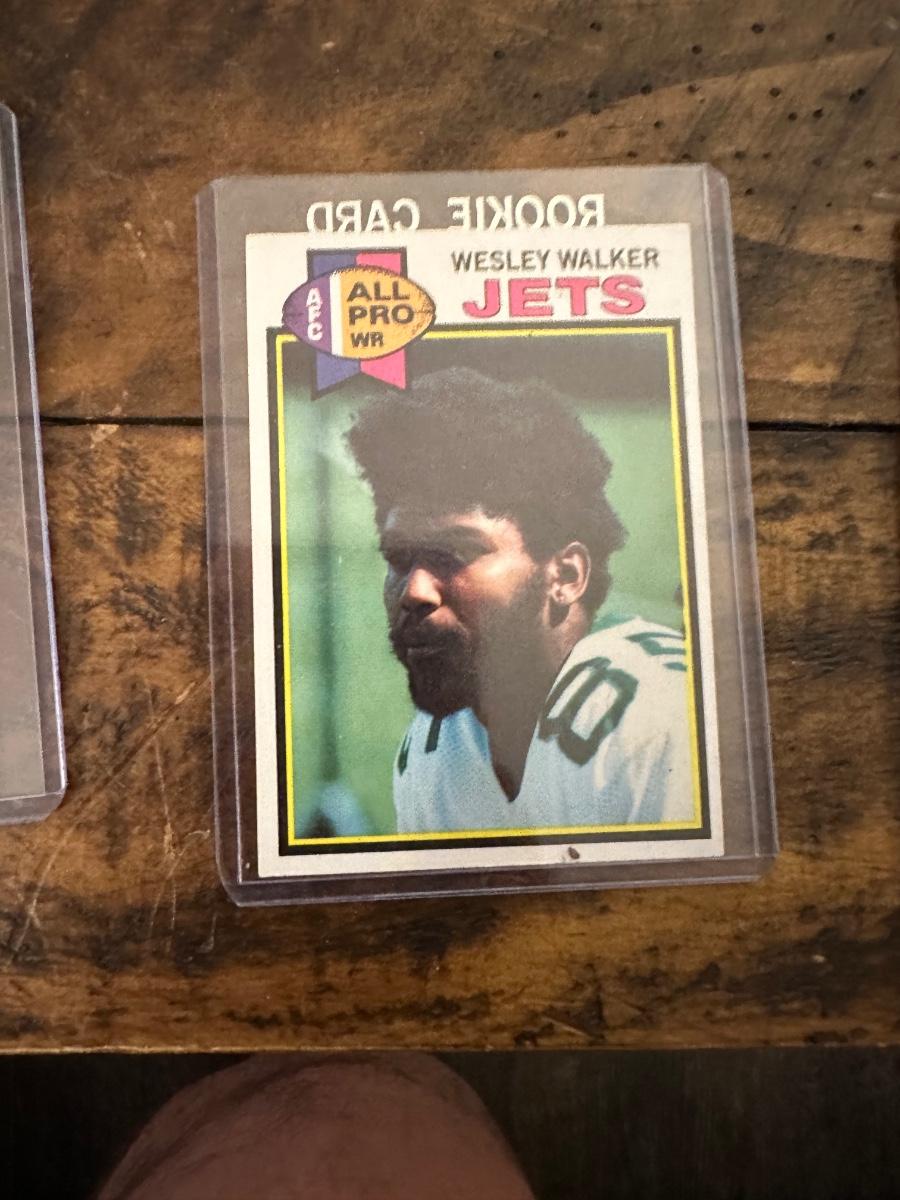 ROOKIE CARD
WESLEY WALKER
JETS
AFC
ALL
PRO
WR